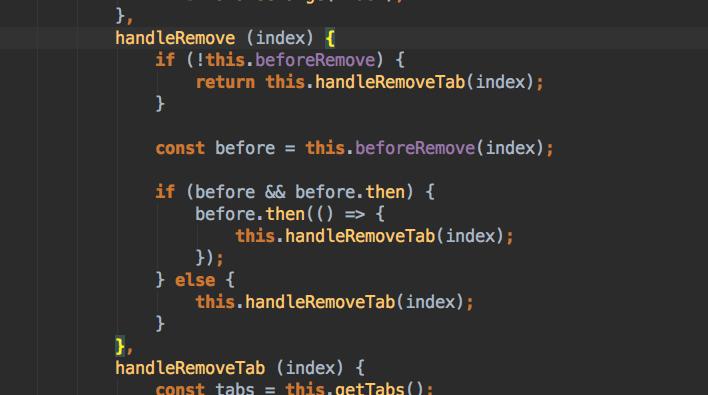 },
handleRemove (index) {
if (!this.beforeRemove) {
return this.handleRemoveTab(index);
}
const before = this.beforeRemove(index);
if (before && before.then) {
before.then(() => {
this.handleRemoveTab(index);
});
} else {
this.handleRemoveTab(index);
}
},
handleRemoveTab (index) {
const tabs = this.getTabs();